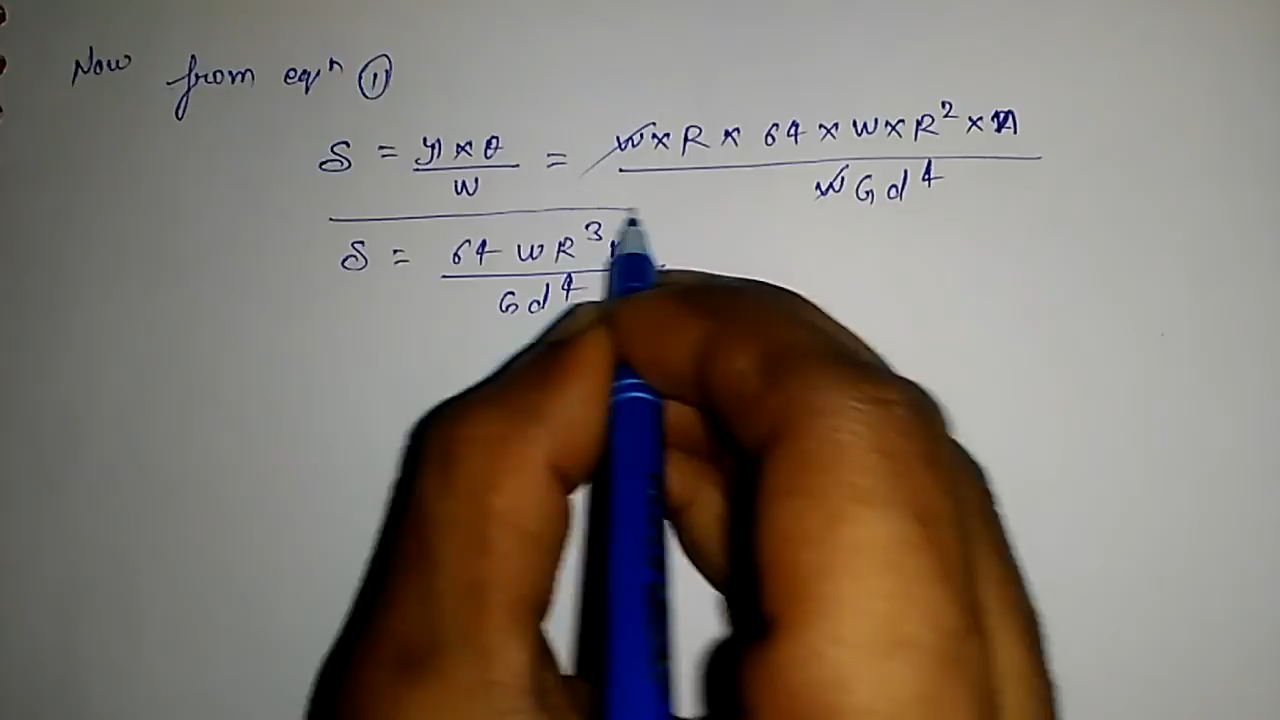 Now from eqⁿ ①
δ = T × θ / W = W × R × 64 × W × R² × n / W G d⁴
δ = 64 W R³ / G d⁴